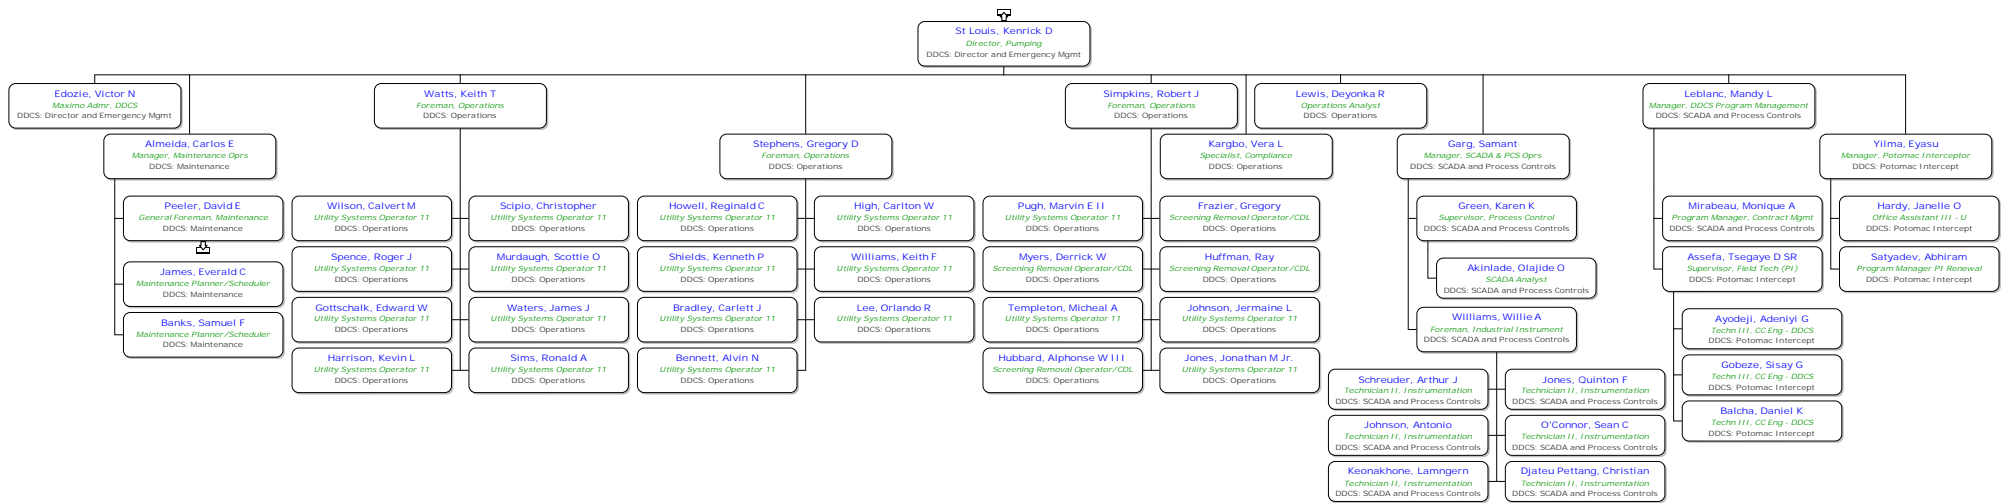 St Louis, Kenrick D
Director, Pumping
DDCS: Director and Emergency Mgmt
Edozie, Victor N
Maximo Admr, DDCS
DDCS: Director and Emergency Mgmt
Almeida, Carlos E
Manager, Maintenance Oprs
DDCS: Maintenance
Peeler, David E
General Foreman, Maintenance
DDCS: Maintenance
James, Everald C
Maintenance Planner/Scheduler
DDCS: Maintenance
Banks, Samuel F
Maintenance Planner/Scheduler
DDCS: Maintenance
Watts, Keith T
Foreman, Operations
DDCS: Operations
Wilson, Calvert M
Utility Systems Operator 11
DDCS: Operations
Scipio, Christopher
Utility Systems Operator 11
DDCS: Operations
Spence, Roger J
Utility Systems Operator 11
DDCS: Operations
Murdaugh, Scottie O
Utility Systems Operator 11
DDCS: Operations
Gottschalk, Edward W
Utility Systems Operator 11
DDCS: Operations
Waters, James J
Utility Systems Operator 11
DDCS: Operations
Harrison, Kevin L
Utility Systems Operator 11
DDCS: Operations
Sims, Ronald A
Utility Systems Operator 11
DDCS: Operations
Stephens, Gregory D
Foreman, Operations
DDCS: Operations
Howell, Reginald C
Utility Systems Operator 11
DDCS: Operations
High, Carlton W
Utility Systems Operator 11
DDCS: Operations
Shields, Kenneth P
Utility Systems Operator 11
DDCS: Operations
Williams, Keith F
Utility Systems Operator 11
DDCS: Operations
Bradley, Carlett J
Utility Systems Operator 11
DDCS: Operations
Lee, Orlando R
Utility Systems Operator 11
DDCS: Operations
Bennett, Alvin N
Utility Systems Operator 11
DDCS: Operations
Simpkins, Robert J
Foreman, Operations
DDCS: Operations
Pugh, Marvin E II
Utility Systems Operator 11
DDCS: Operations
Frazier, Gregory
Screening Removal Operator/CDL
DDCS: Operations
Myers, Derrick W
Screening Removal Operator/CDL
DDCS: Operations
Huffman, Ray
Screening Removal Operator/CDL
DDCS: Operations
Templeton, Micheal A
Utility Systems Operator 11
DDCS: Operations
Johnson, Jermaine L
Utility Systems Operator 11
DDCS: Operations
Hubbard, Alphonse W III
Screening Removal Operator/CDL
DDCS: Operations
Jones, Jonathan M Jr.
Utility Systems Operator 11
DDCS: Operations
Kargbo, Vera L
Specialist, Compliance
DDCS: Operations
Lewis, Deyonka R
Operations Analyst
DDCS: Operations
Garg, Samant
Manager, SCADA & PCS Oprs
DDCS: SCADA and Process Controls
Green, Karen K
Supervisor, Process Control
DDCS: SCADA and Process Controls
Akinlade, Olajide O
SCADA Analyst
DDCS: SCADA and Process Controls
Williams, Willie A
Foreman, Industrial Instrument
DDCS: SCADA and Process Controls
Schreuder, Arthur J
Technician II, Instrumentation
DDCS: SCADA and Process Controls
Jones, Quinton F
Technician II, Instrumentation
DDCS: SCADA and Process Controls
Johnson, Antonio
Technician II, Instrumentation
DDCS: SCADA and Process Controls
O'Connor, Sean C
Technician II, Instrumentation
DDCS: SCADA and Process Controls
Keonakhone, Lamngern
Technician II, Instrumentation
DDCS: SCADA and Process Controls
Djateu Pettang, Christian
Technician II, Instrumentation
DDCS: SCADA and Process Controls
Leblanc, Mandy L
Manager, DDCS Program Management
DDCS: SCADA and Process Controls
Mirabeau, Monique A
Program Manager, Contract Mgmt
DDCS: SCADA and Process Controls
Assefa, Tsegaye D SR
Supervisor, Field Tech (PI)
DDCS: Potomac Intercept
Ayodeji, Adeniyi G
Techn III, CC Eng - DDCS
DDCS: Potomac Intercept
Gobeze, Sisay G
Techn III, CC Eng - DDCS
DDCS: Potomac Intercept
Balcha, Daniel K
Techn III, CC Eng - DDCS
DDCS: Potomac Intercept
Yilma, Eyasu
Manager, Potomac Interceptor
DDCS: Potomac Intercept
Hardy, Janelle O
Office Assistant III - U
DDCS: Potomac Intercept
Satyadev, Abhiram
Program Manager PI Renewal
DDCS: Potomac Intercept